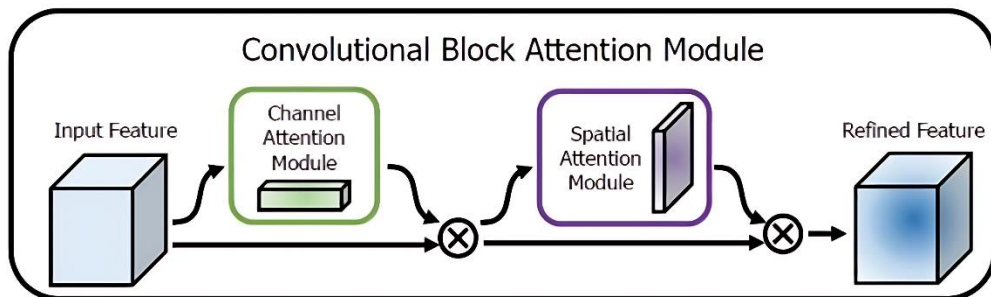 Convolutional Block Attention Module
Input Feature
Channel
Attention
Module
Spatial
Attention
Module
Refined Feature